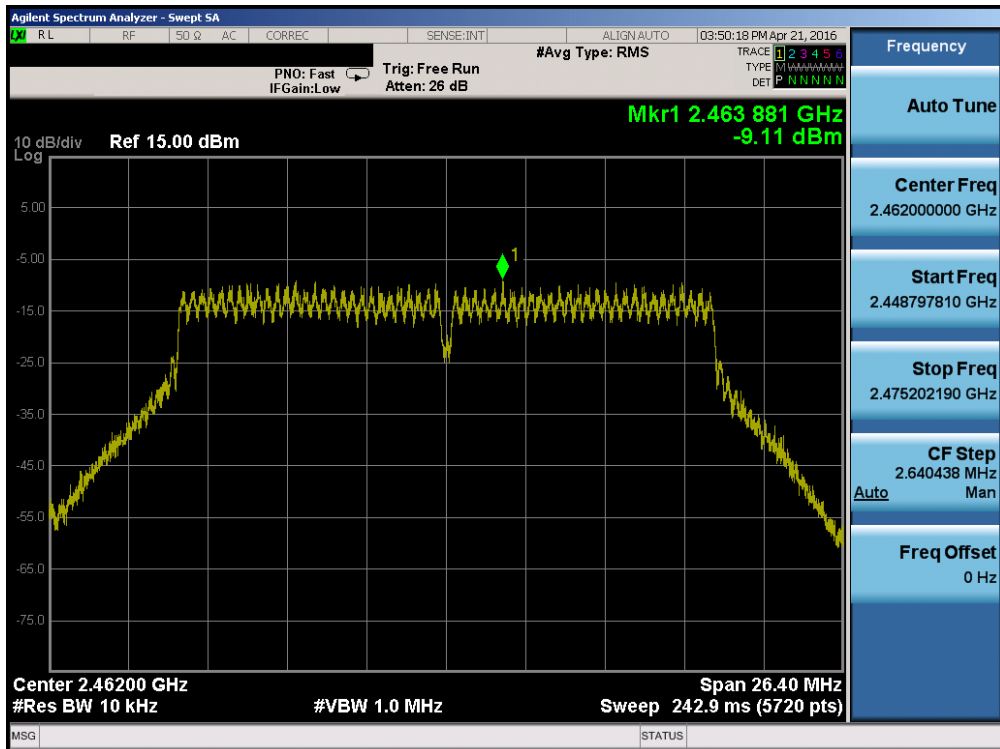 Agilent Spectrum Analyzer - Swept SA
LXI RL RF 50 Ω AC CORREC SENSE:INT ALIGN AUTO 03:50:18 PM Apr 21, 2016
#Avg Type: RMS
TRACE 1 2 3 4 5 6
TYPE M WWWWW
DET P N N N N N
PNO: Fast
IFGain:Low
Trig: Free Run
Atten: 26 dB
Mkr1 2.463 881 GHz
-9.11 dBm
10 dB/div Ref 15.00 dBm
Log
5.00
-5.00
-15.0
-25.0
-35.0
-45.0
-55.0
-65.0
-75.0
1
Center 2.46200 GHz
Span 26.40 MHz
#Res BW 10 kHz
#VBW 1.0 MHz
Sweep 242.9 ms (5720 pts)
MSG
STATUS
Frequency
Auto Tune
Center Freq
2.462000000 GHz
Start Freq
2.448797810 GHz
Stop Freq
2.475202190 GHz
CF Step
2.640438 MHz
Auto Man
Freq Offset
0 Hz